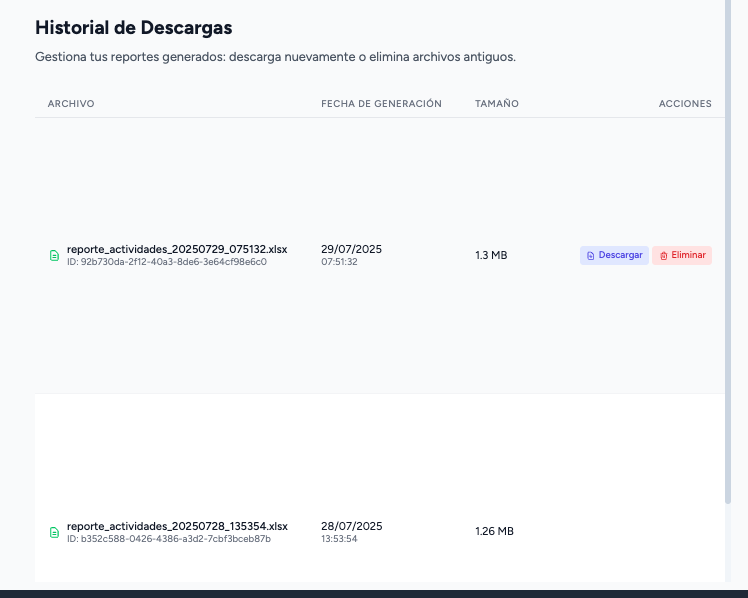 Historial de Descargas
Gestiona tus reportes generados: descarga nuevamente o elimina archivos antiguos.
ARCHIVO FECHA DE GENERACIÓN TAMAÑO ACCIONES
reporte_actividades_20250729_075132.xlsx 29/07/2025 1.3 MB Descargar Eliminar
ID: 92b730da-2f12-40a3-8de6-3e64cf98e6c0 07:51:32
reporte_actividades_20250728_135354.xlsx 28/07/2025 1.26 MB
ID: b352c588-0426-4386-a3d2-7cbf3bceb87b 13:53:54